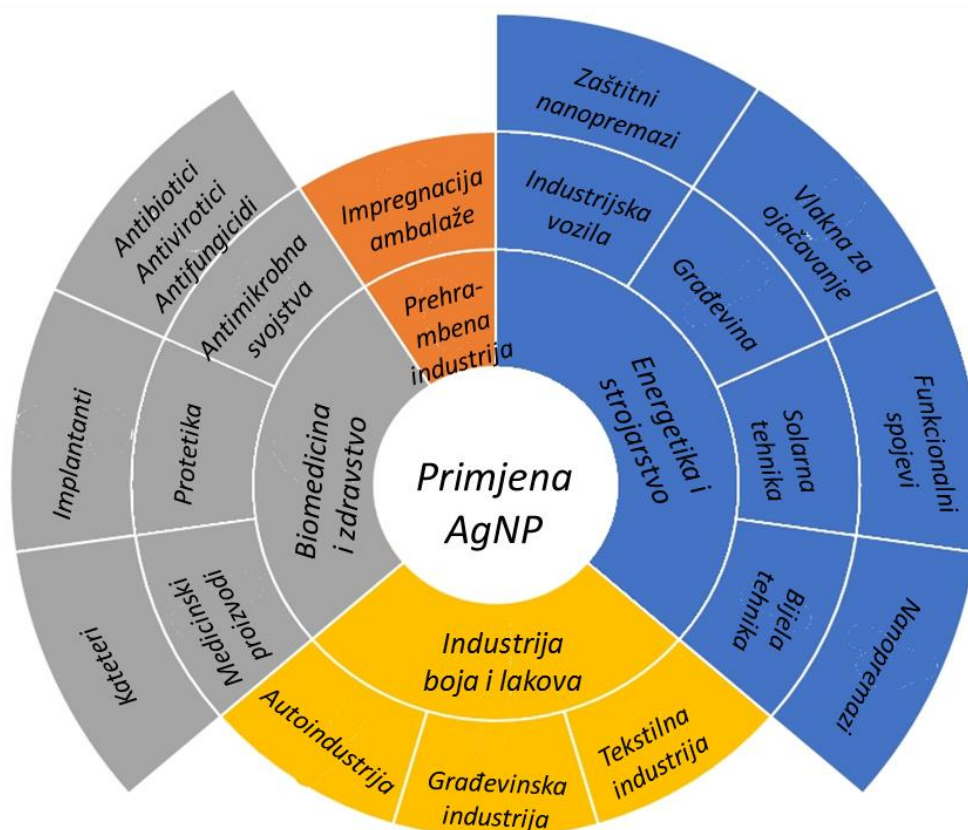 Primjena
AgNP
Energetika i
strojarstvo
Industrijska
vozila
Zaštitni
nanopremazi
Građevina
Vlakna za
ojačavanje
Solarna
tehnika
Funkcionalni
spojevi
Bijela
tehnika
Nanopremazi
Industrija
boja i lakova
Tekstilna
industrija
Građevinska
industrija
Autoindustrija
Biomedicina
i zdravstvo
Medicinski
proizvodi
Kateteri
Protetika
Implantanti
Antimikrobna
svojstva
Antibiotici
Antivirotici
Antifungicidi
Prehra-
mbena
industrija
Impregnacija
ambalaže